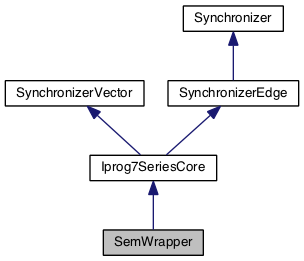 Synchronizer
SynchronizerVector
SynchronizerEdge
Iprog7SeriesCore
SemWrapper